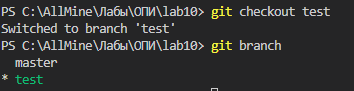 PS C:\AllMine\Лабы\ОПИ\lab10> git checkout test
Switched to branch 'test'
PS C:\AllMine\Лабы\ОПИ\lab10> git branch
  master
* test